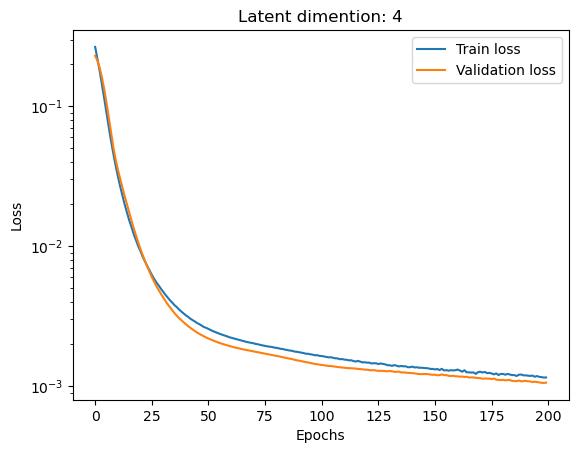 Latent dimention: 4
Train loss
Validation loss
Loss
10⁻¹
10⁻²
10⁻³
0 25 50 75 100 125 150 175 200
Epochs